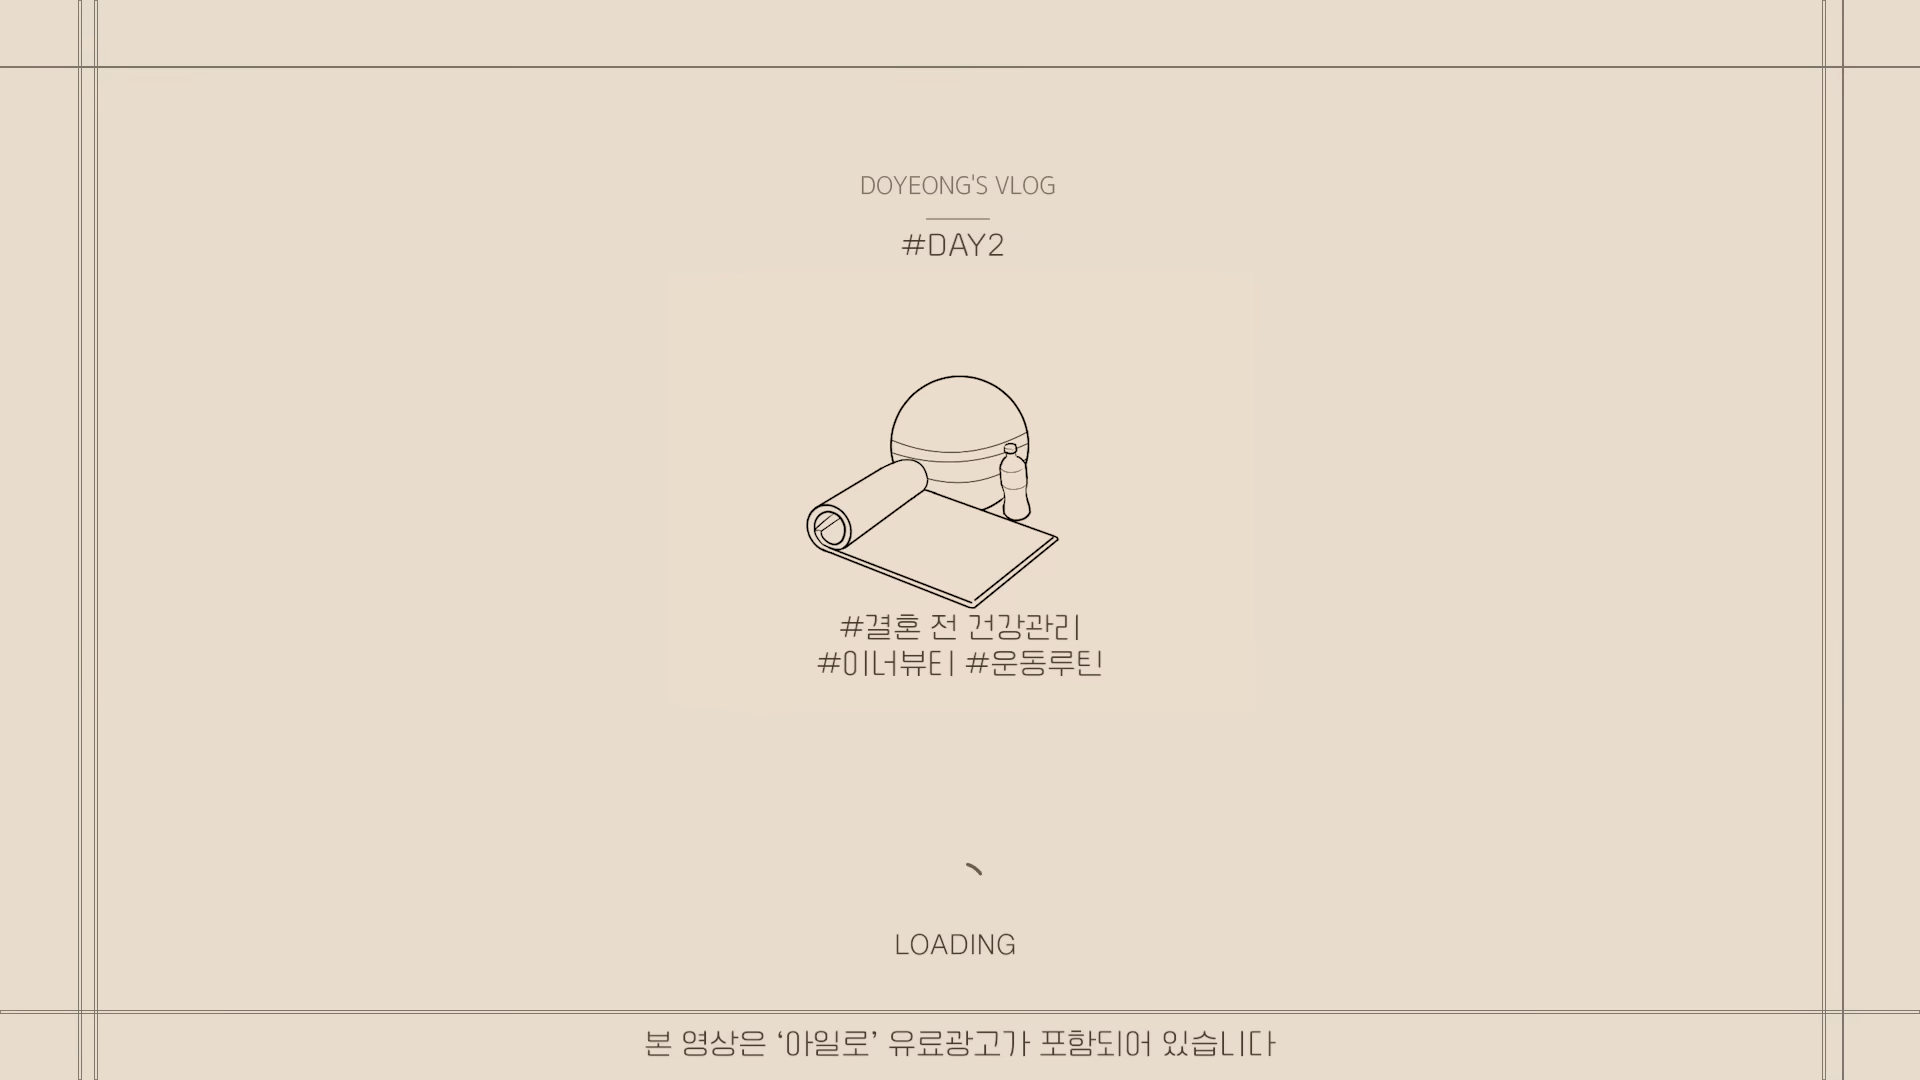 DOYEONG'S VLOG
#DAY2
#결혼 전 건강관리
#이너뷰티 #운동루틴
LOADING
본 영상은 ‘아일로’ 유료광고가 포함되어 있습니다